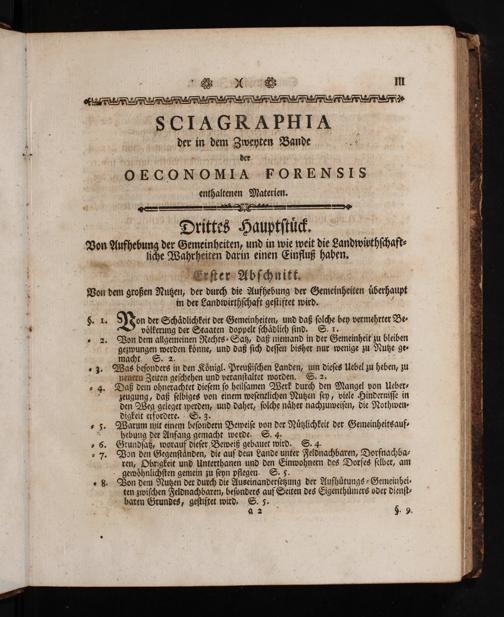 III
SCIAGRAPHIA
der in dem Zweyten Bande
der
OECONOMIA FORENSIS
enthaltenen Materien.
Drittes Hauptstück.
Von Aufhebung der Gemeinheiten, und in wie weit die Landwirthschaft-
liche Wahrheiten darin einen Einfluß haben.
Erster Abschnitt.
Von dem großen Nutzen, der durch die Aufhebung der Gemeinheiten überhaupt
in der Landwirthschaft gestiftet wird.
§. 1. Von der Schädlichkeit der Gemeinheiten, und daß solche bey vermehrter Be-
völkerung der Staaten doppelt schädlich sind. S. 1.
- 2. Von dem allgemeinen Rechts-Satz, daß niemand in der Gemeinheit zu bleiben
gezwungen werden könne, und daß sich dessen bisher nur wenige zu Nutze ge-
macht. S. 2.
- 3. Was besonders in den Königl. Preußischen Landen, um dieses Uebel zu heben, zu
neuern Zeiten geschehen und veranstaltet worden. S. 2.
- 4. Daß dem ohnerachtet diesem so heilsamen Werk durch den Mangel von Ueber-
zeugung, daß selbiges von einem wesentlichen Nutzen sey, viele Hindernisse in
den Weg geleget werden, und daher, solche näher nachzuweisen, die Nothwen-
digkeit erfordere. S. 3.
- 5. Warum mit einem besondern Beweise von der Nützlichkeit der Gemeinheitsauf-
hebung der Anfang gemacht werde. S. 4.
- 6. Grundsatz, worauf dieser Beweiß gebauet wird. S. 4.
- 7. Von den Gegenständen, die auf dem Lande unter Feldnachbaren, Dorfnachba-
ren, Obrigkeit und Unterthanen und den Einwohnern des Dorfes selber, am
gewöhnlichsten gemein zu seyn pflegen. S. 5.
- 8. Von dem Nutzen der durch die Auseinandersetzung der Aufhütungs-Gemeinhei-
ten zwischen Feldnachbaren, besonders auf Seiten des Eigenthümers oder dienst-
baren Grundes, gestiftet wird. S. 5.
a 2 §. 9.